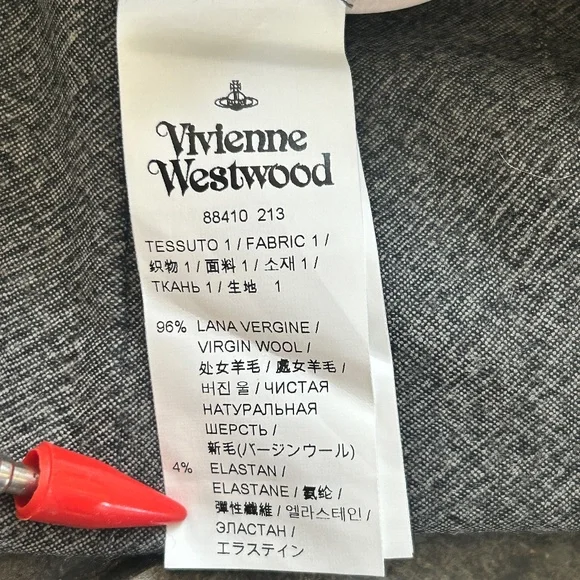 Vivienne
Westwood
88410 213
TESSUTO 1 / FABRIC 1 /
织物 1 / 面料 1 / 소재 1 /
ТКАНЬ 1 / 生地 1
96% LANA VERGINE /
VIRGIN WOOL /
处女羊毛 / 處女羊毛 /
버진 울 / ЧИСТАЯ
НАТУРАЛЬНАЯ
ШЕРСТЬ /
新毛(バージンウール)
4% ELASTAN /
ELASTANE / 氨纶 /
彈性纖維 / 엘라스테인 /
ЭЛАСТАН /
エラステイン